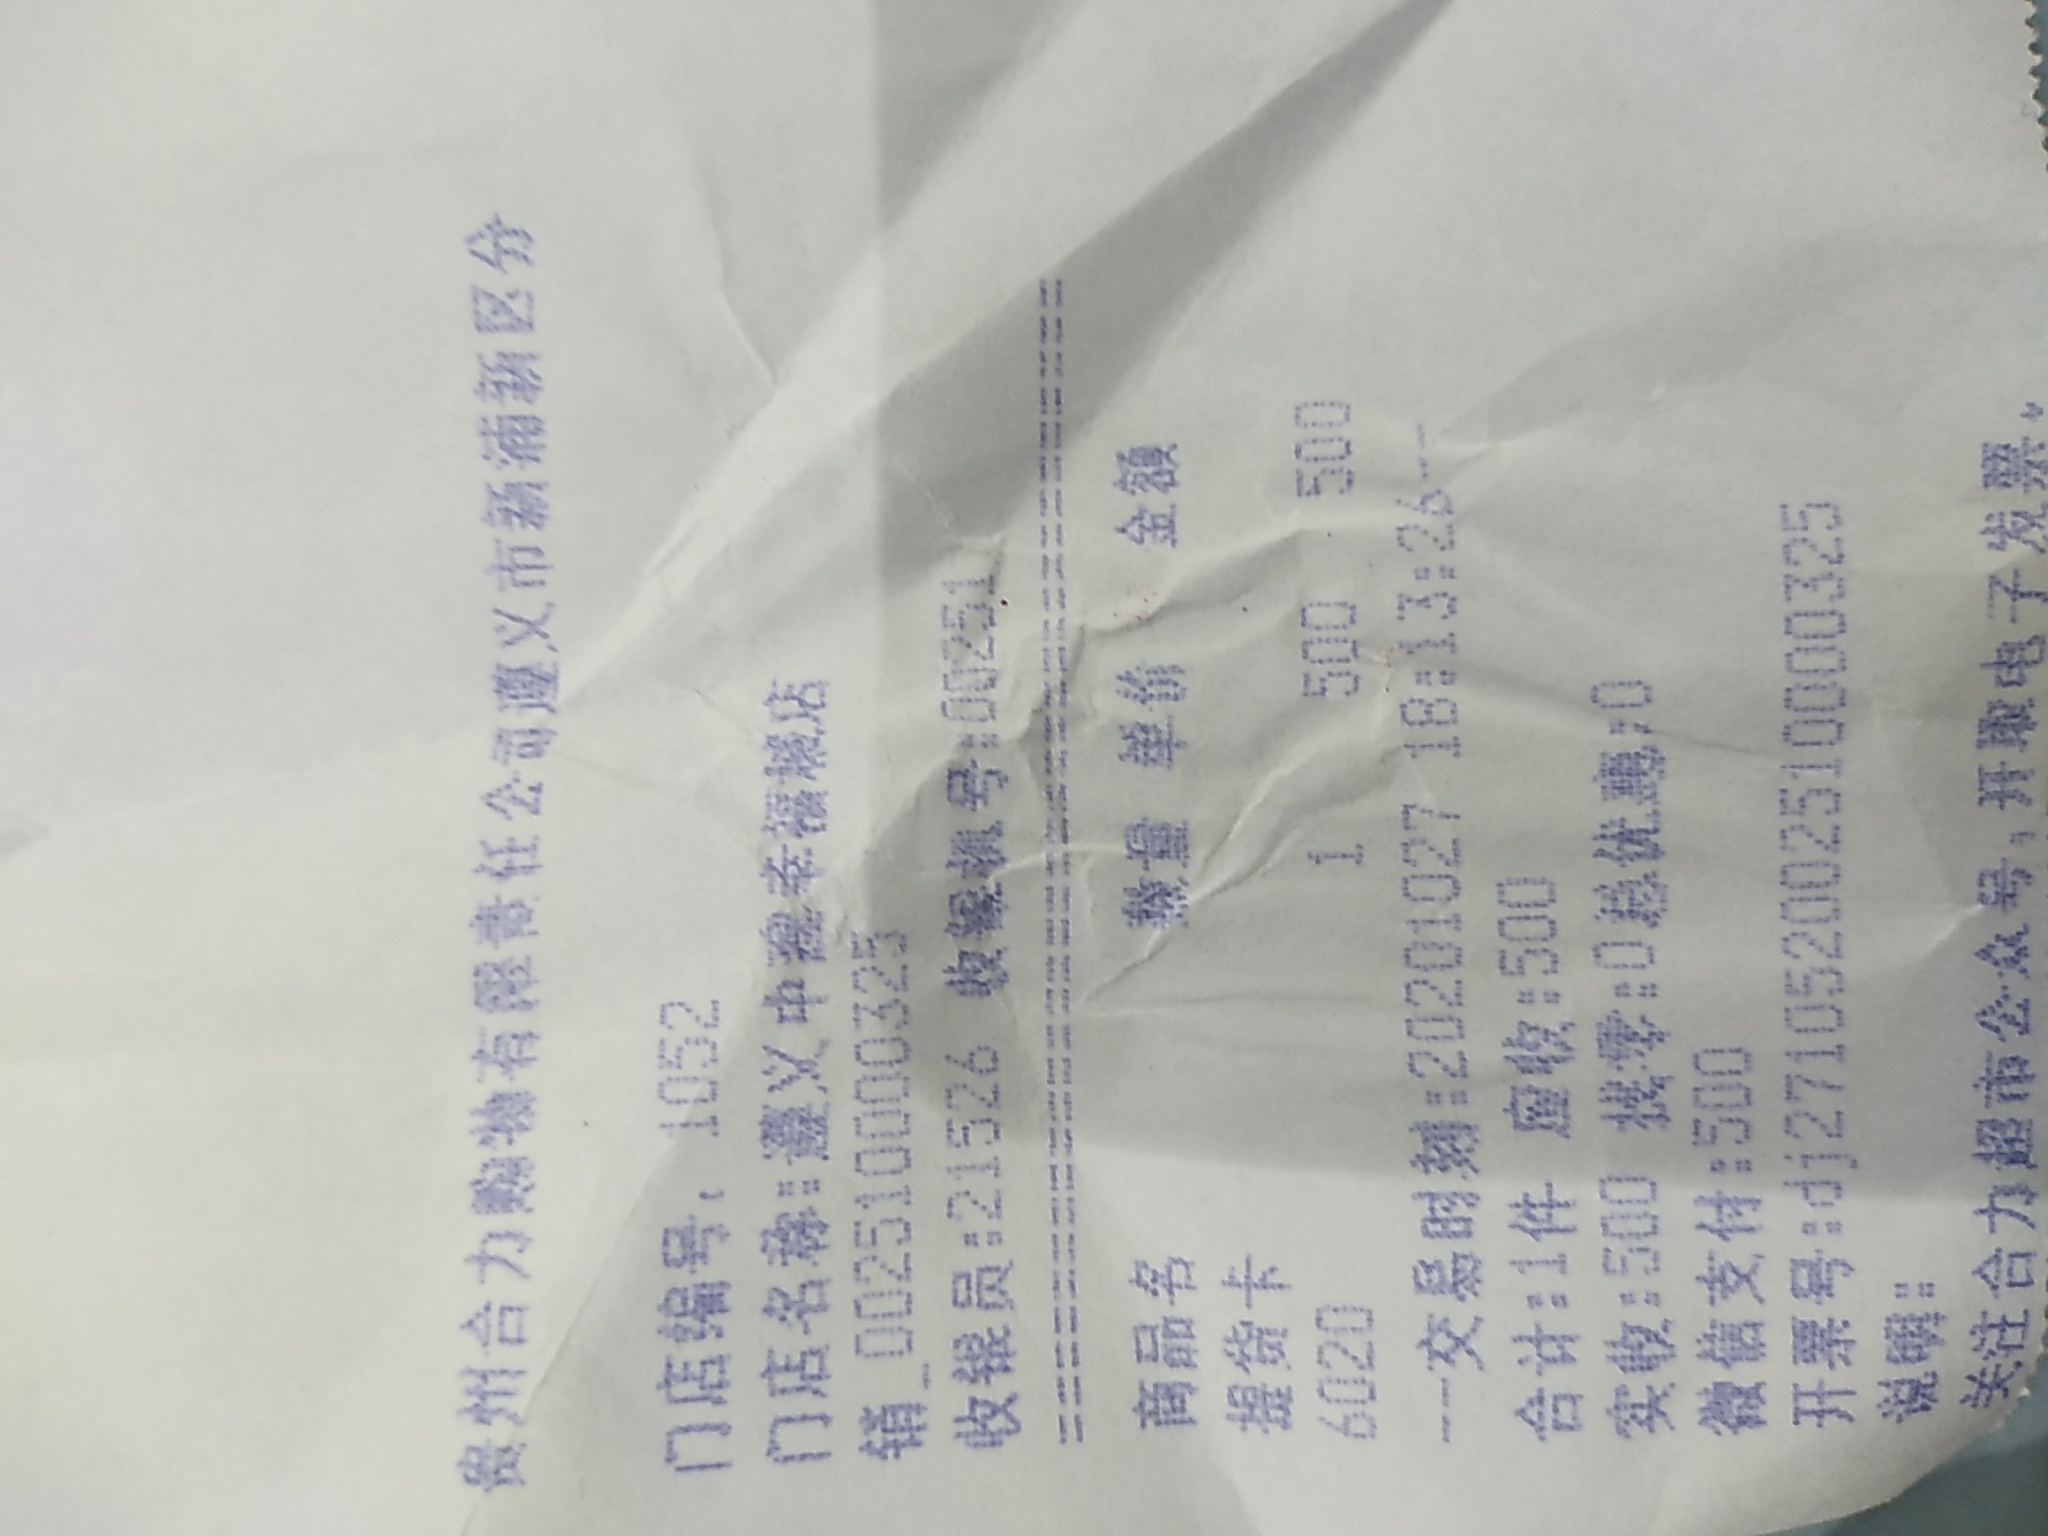 贵州合力购物有限责任公司遵义市新蒲新区分
门店编号: 1052
门店名称:遵义中建幸福城店
销_00251000325
收银员:21526 收银机号:00251
================================
商品名 数量 单价 金额
提货卡
6020 1 500 500
--交易时刻:20201027 18:13:26--
合计:1件 应收:500
实收:500 找零:0总优惠:0
微信支付:500
开票号:dj27105200251000325
说明:
关注合力超市公众号,开取电子发票,